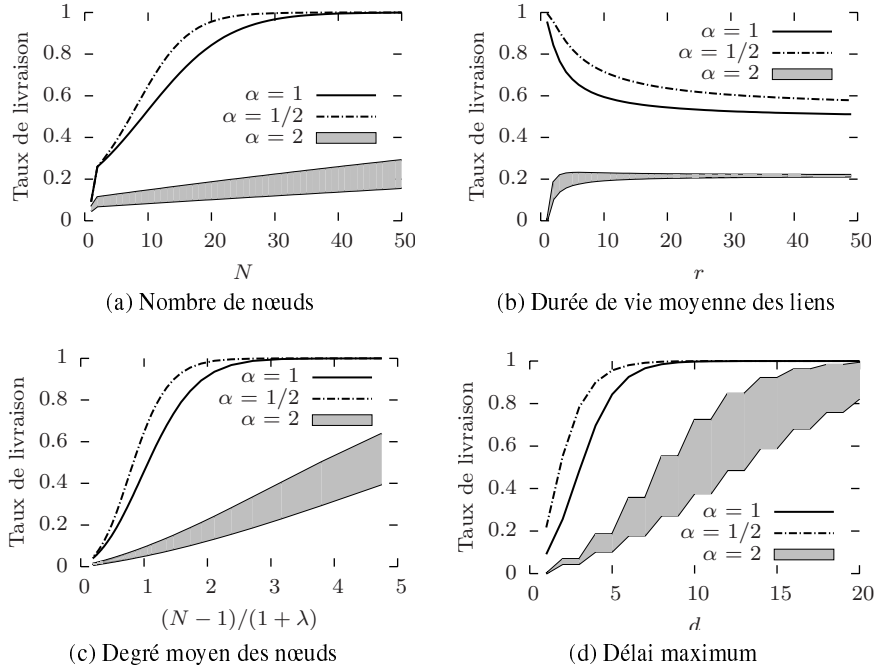 Taux de livraison
1
0.8
0.6
0.4
0.2
0
0 10 20 30 40 50
N
α = 1
α = 1/2
α = 2
(a) Nombre de nœuds
Taux de livraison
1
0.8
0.6
0.4
0.2
0
0 10 20 30 40 50
r
α = 1
α = 1/2
α = 2
(b) Durée de vie moyenne des liens
Taux de livraison
1
0.8
0.6
0.4
0.2
0
0 1 2 3 4 5
(N − 1)/(1 + λ)
α = 1
α = 1/2
α = 2
(c) Degré moyen des nœuds
Taux de livraison
1
0.8
0.6
0.4
0.2
0
0 5 10 15 20
d
α = 1
α = 1/2
α = 2
(d) Délai maximum